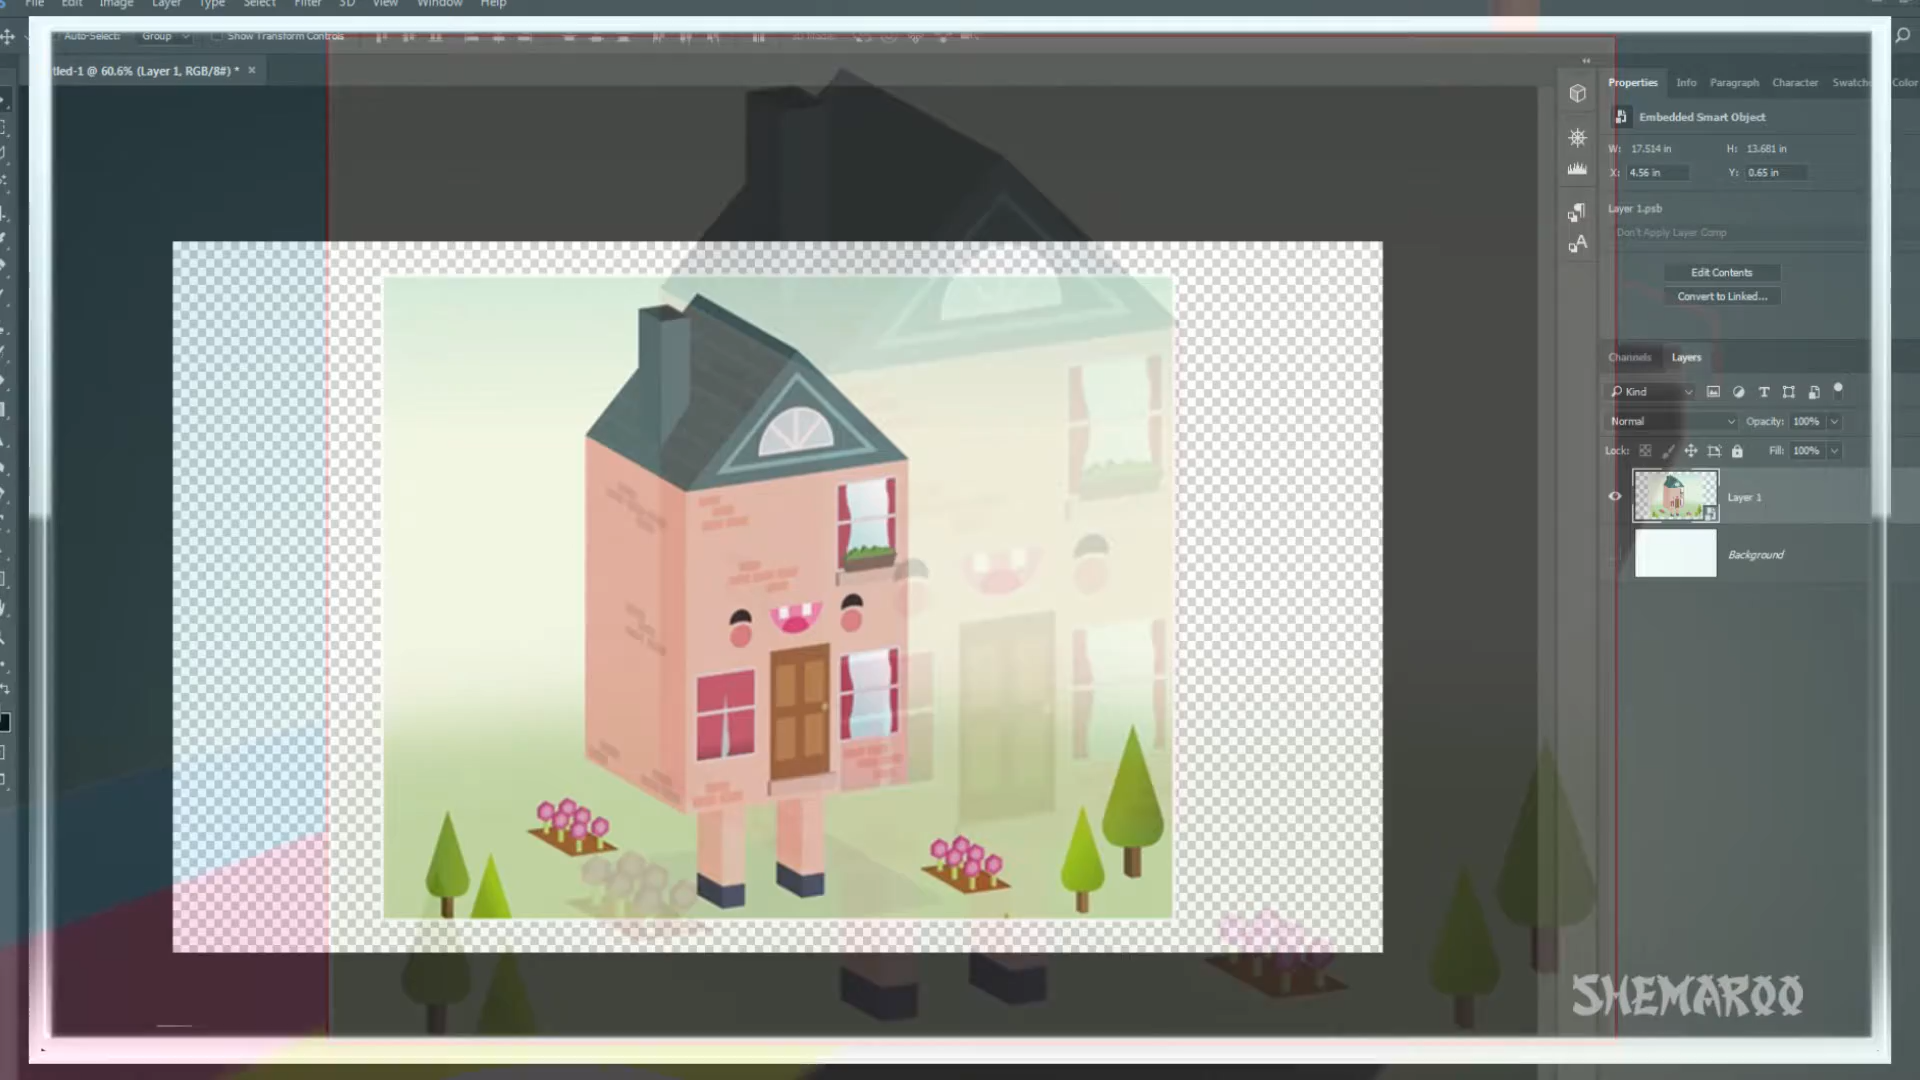 File Edit Image Layer Type Select Filter 3D View Window Help
Auto-Select: Group Show Transform Controls
tled-1 @ 60.6% (Layer 1, RGB/8#) *
Properties Info Paragraph Character Swatches Color
Embedded Smart Object
W: 17.514 in H: 13.681 in
X: 4.56 in Y: 0.65 in
Layer 1.psb
Don't Apply Layer Comp
Edit Contents
Convert to Linked...
Channels Layers
Kind
Normal Opacity: 100%
Lock: Fill: 100%
Layer 1
Background
SHEMAROO